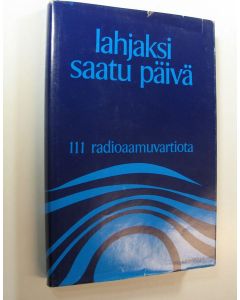 lahjaksi
saatu päivä
111 radioaamuvartiota